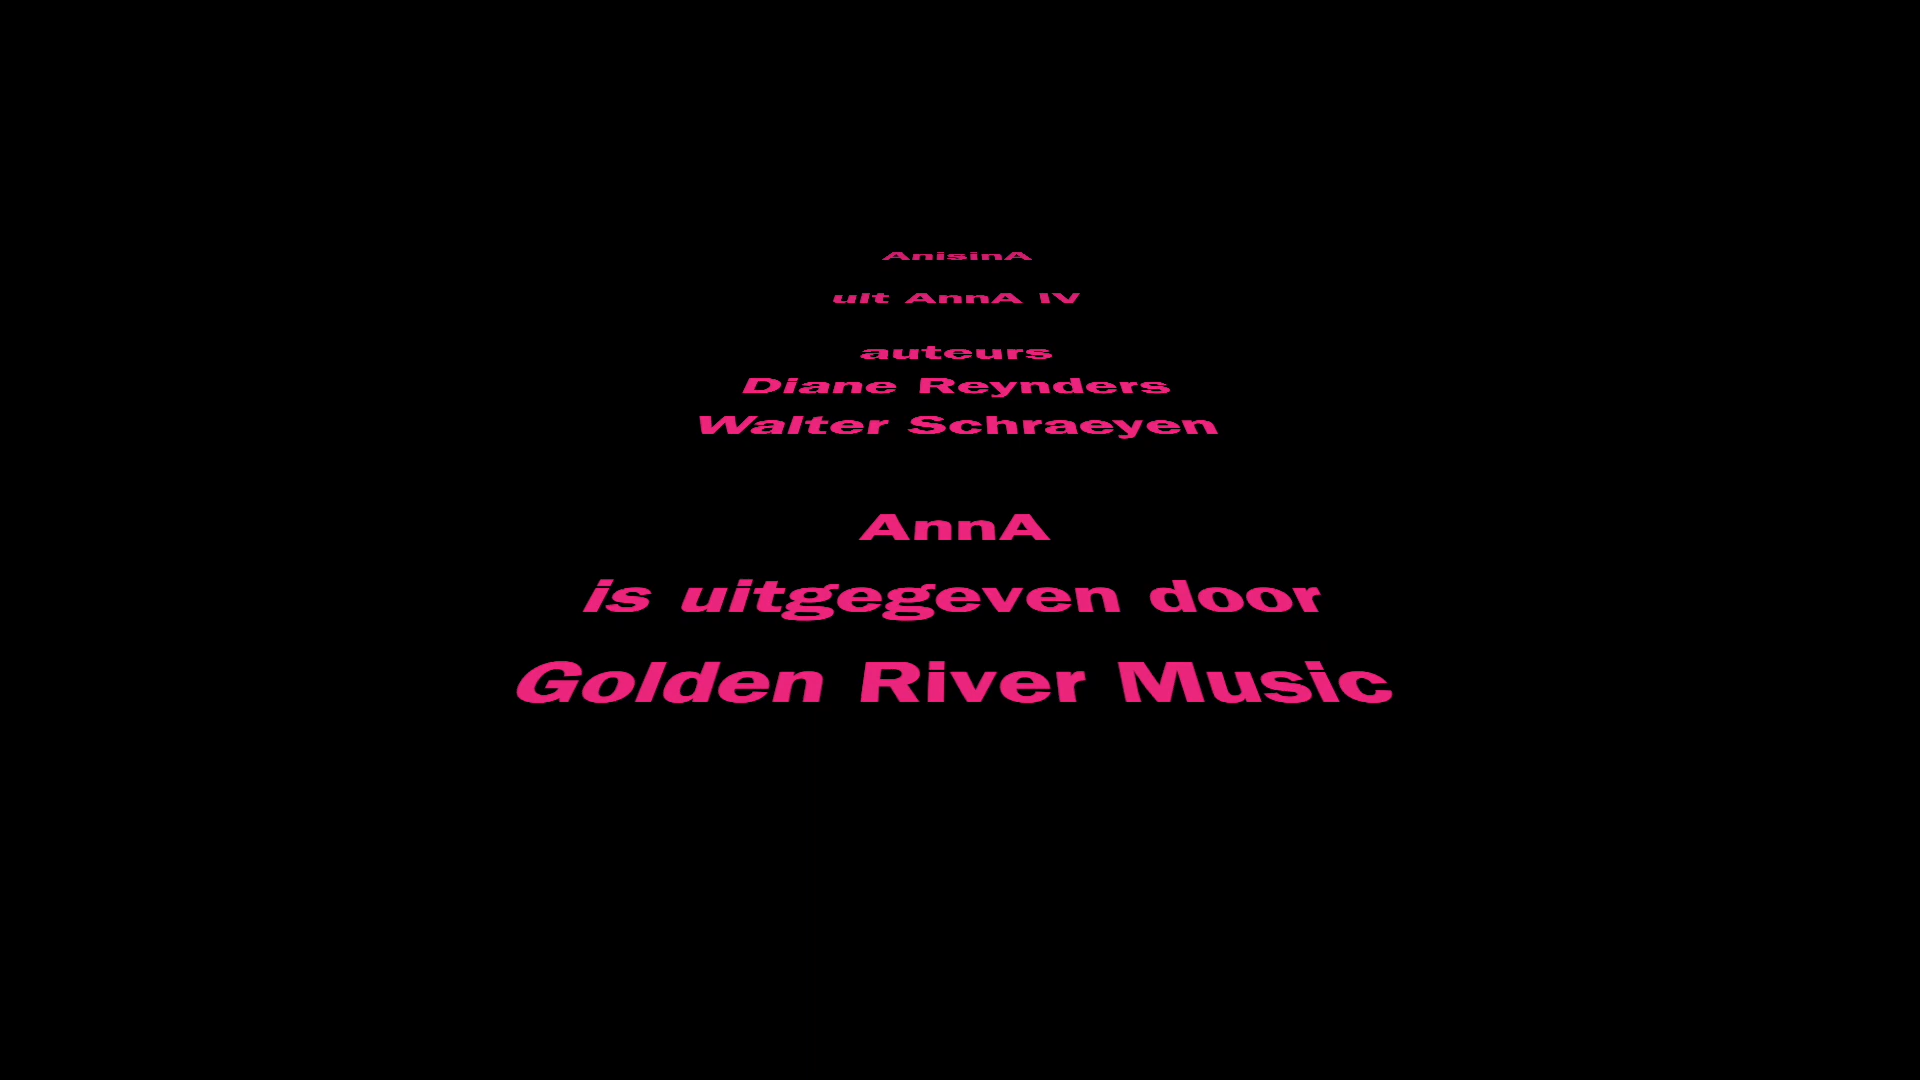 AnisinA
uit AnnA IV
auteurs
Diane Reynders
Walter Schraeyen
AnnA
is uitgegeven door
Golden River Music